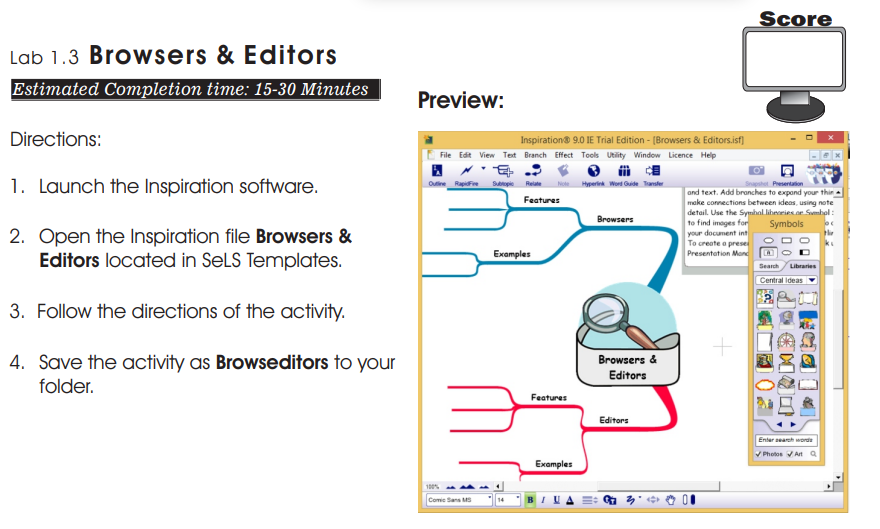 Score
Lab 1.3 Browsers & Editors
Estimated Completion time: 15-30 Minutes
Directions:
1. Launch the Inspiration software.
2. Open the Inspiration file Browsers &
Editors located in SeLS Templates.
3. Follow the directions of the activity.
4. Save the activity as Browseditors to your
folder.
Preview:
Inspiration® 9.0 IE Trial Edition - [Browsers & Editors.isf]
File Edit View Text Branch Effect Tools Utility Window Licence Help
Outline RapidFire Subtopic Relate Note Hyperlink Word Guide Transfer Snapshot Presentation
and text. Add branches to expand your thin
make connections between ideas, using note
detail. Use the Symbol libraries or Symbol
to find images for
your document int
To create a prese
Presentation Mana
Features
Browsers
Examples
Browsers &
Editors
Features
Editors
Examples
Symbols
Search Libraries
Central Ideas
Enter search words
Photos Art
100%
Comic Sans MS 14 B I U A